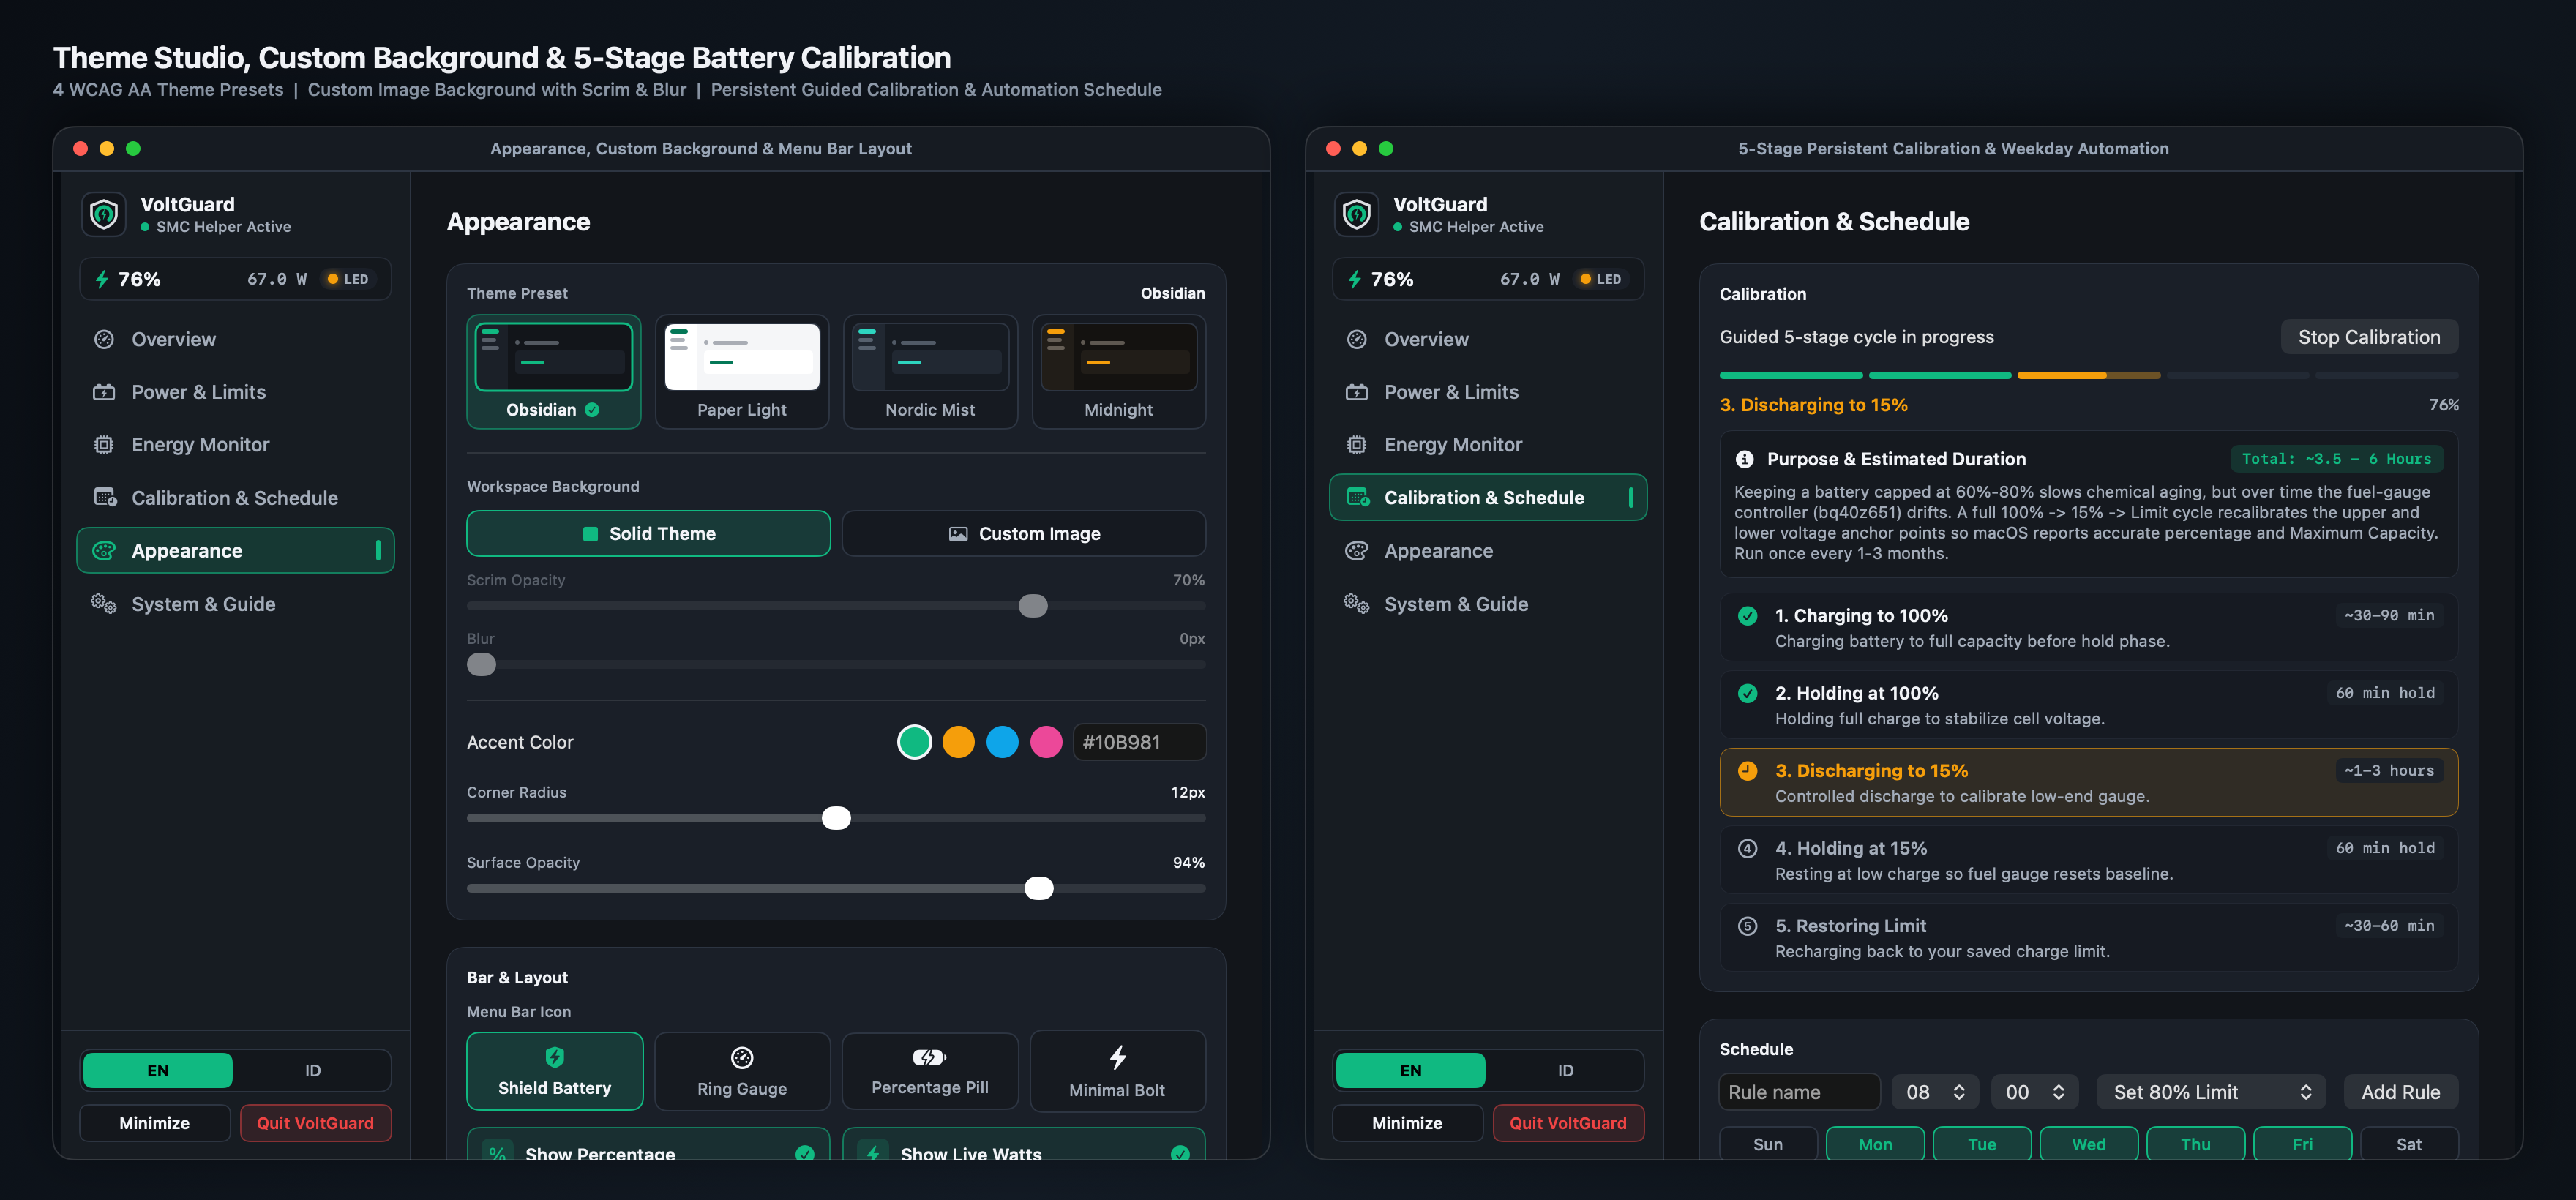 Theme Studio, Custom Background & 5-Stage Battery Calibration
4 WCAG AA Theme Presets | Custom Image Background with Scrim & Blur | Persistent Guided Calibration & Automation Schedule
Appearance, Custom Background & Menu Bar Layout
VoltGuard
SMC Helper Active
76% 67.0 W LED
Overview
Power & Limits
Energy Monitor
Calibration & Schedule
Appearance
System & Guide
EN ID
Minimize Quit VoltGuard
Appearance
Theme Preset Obsidian
Obsidian Paper Light Nordic Mist Midnight
Workspace Background
Solid Theme Custom Image
Scrim Opacity 70%
Blur 0px
Accent Color #10B981
Corner Radius 12px
Surface Opacity 94%
Bar & Layout
Menu Bar Icon
Shield Battery Ring Gauge Percentage Pill Minimal Bolt
% Show Percentage Show Live Watts
5-Stage Persistent Calibration & Weekday Automation
VoltGuard
SMC Helper Active
76% 67.0 W LED
Overview
Power & Limits
Energy Monitor
Calibration & Schedule
Appearance
System & Guide
EN ID
Minimize Quit VoltGuard
Calibration & Schedule
Calibration
Guided 5-stage cycle in progress Stop Calibration
3. Discharging to 15% 76%
Purpose & Estimated Duration Total: ~3.5 – 6 Hours
Keeping a battery capped at 60%-80% slows chemical aging, but over time the fuel-gauge
controller (bq40z651) drifts. A full 100% -> 15% -> Limit cycle recalibrates the upper and
lower voltage anchor points so macOS reports accurate percentage and Maximum Capacity.
Run once every 1-3 months.
1. Charging to 100% ~30–90 min
Charging battery to full capacity before hold phase.
2. Holding at 100% 60 min hold
Holding full charge to stabilize cell voltage.
3. Discharging to 15% ~1–3 hours
Controlled discharge to calibrate low-end gauge.
4 4. Holding at 15% 60 min hold
Resting at low charge so fuel gauge resets baseline.
5 5. Restoring Limit ~30–60 min
Recharging back to your saved charge limit.
Schedule
Rule name 08 00 Set 80% Limit Add Rule
Sun Mon Tue Wed Thu Fri Sat